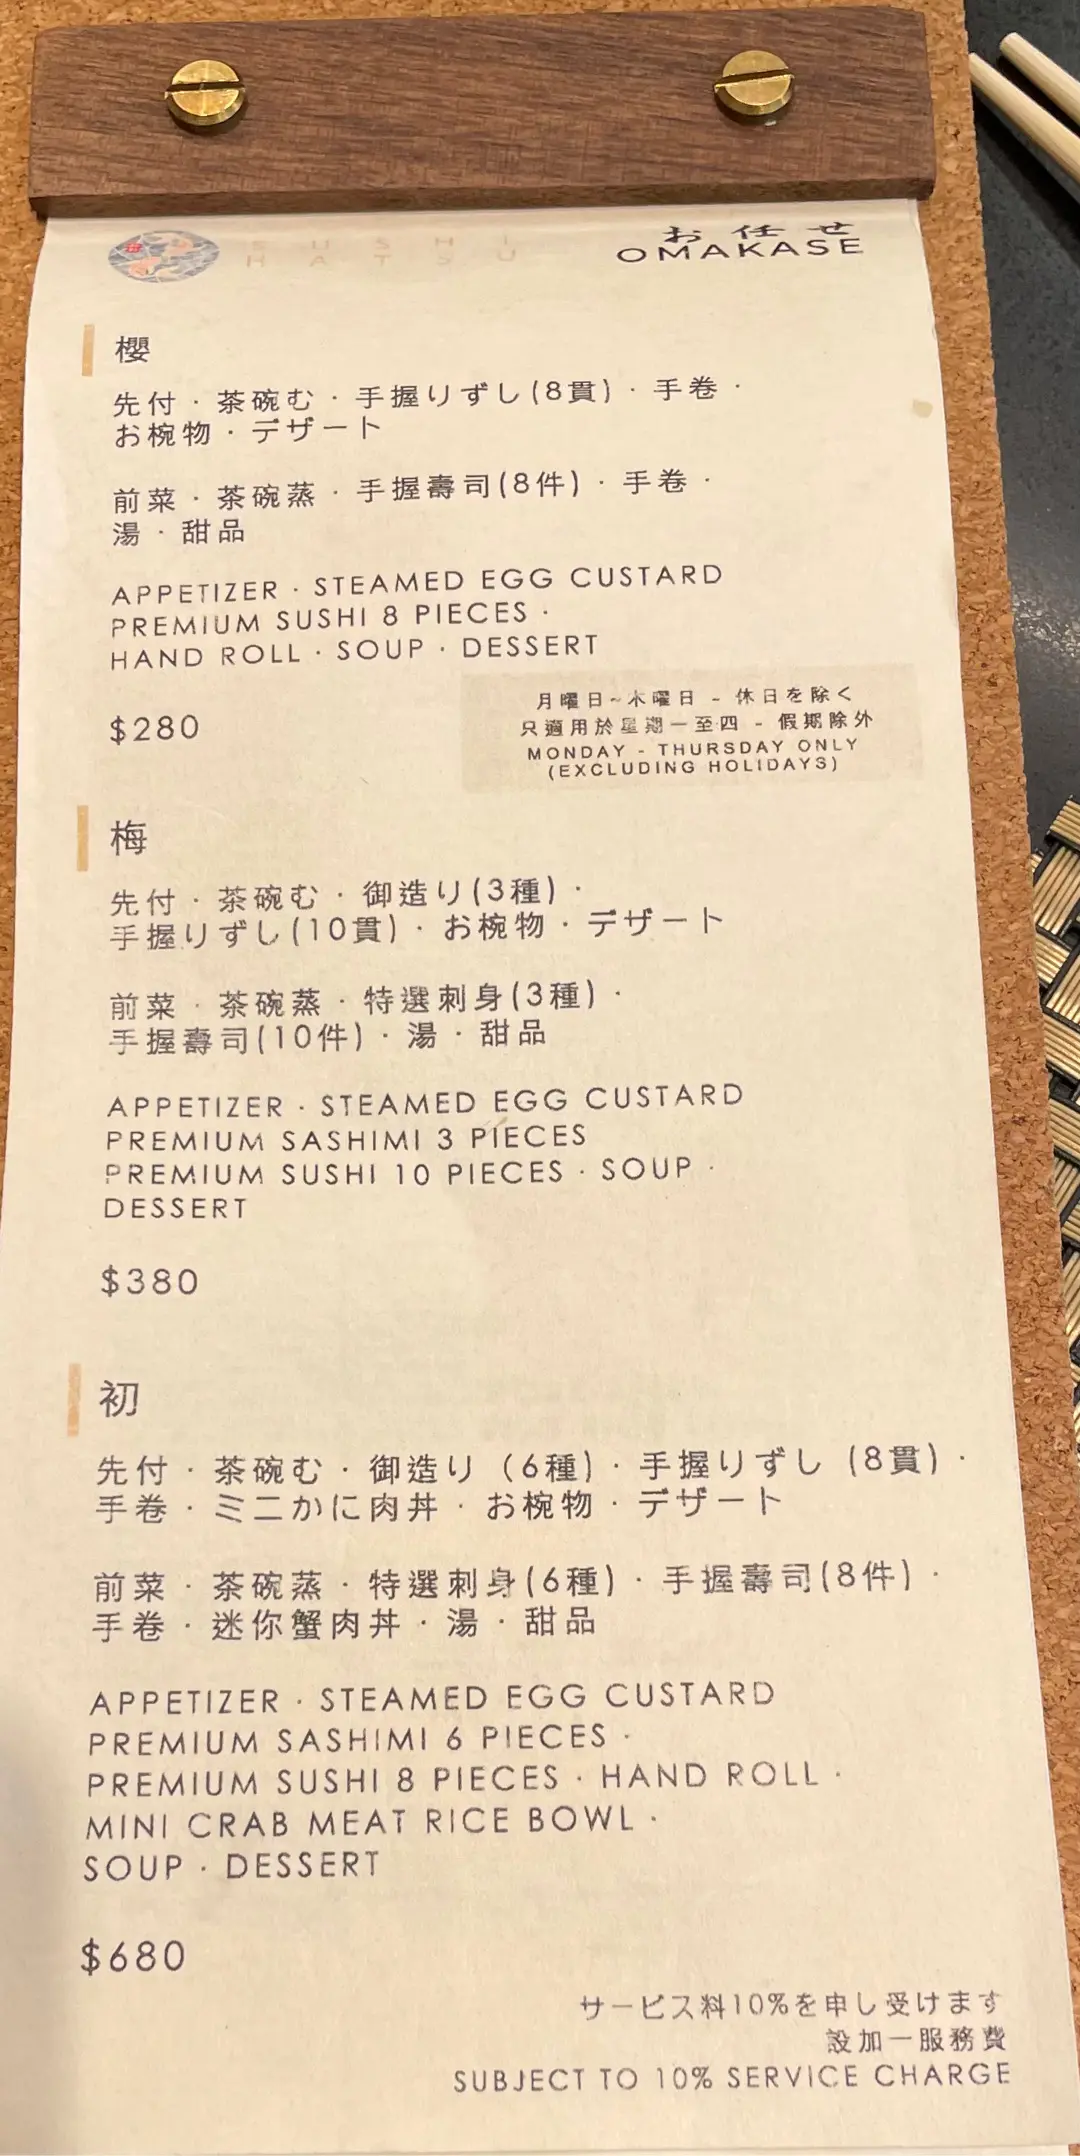 SUSHI
HATSU
お任せ
OMAKASE
櫻
先付 · 茶碗む · 手握りずし(8貫) · 手巻 ·
お椀物 · デザート
前菜 · 茶碗蒸 · 手握壽司(8件) · 手卷 ·
湯 · 甜品
APPETIZER · STEAMED EGG CUSTARD
PREMIUM SUSHI 8 PIECES ·
HAND ROLL · SOUP · DESSERT
$280
月曜日~木曜日 - 休日を除く
只適用於星期一至四 - 假期除外
MONDAY - THURSDAY ONLY
(EXCLUDING HOLIDAYS)
梅
先付 · 茶碗む · 御造り(3種) ·
手握りずし(10貫) · お椀物 · デザート
前菜 · 茶碗蒸 · 特選刺身(3種) ·
手握壽司(10件) · 湯 · 甜品
APPETIZER · STEAMED EGG CUSTARD
PREMIUM SASHIMI 3 PIECES
PREMIUM SUSHI 10 PIECES · SOUP ·
DESSERT
$380
初
先付 · 茶碗む · 御造り (6種) · 手握りずし (8貫) ·
手巻 · ミニかに肉丼 · お椀物 · デザート
前菜 · 茶碗蒸 · 特選刺身(6種) · 手握壽司(8件) ·
手卷 · 迷你蟹肉丼 · 湯 · 甜品
APPETIZER · STEAMED EGG CUSTARD
PREMIUM SASHIMI 6 PIECES ·
PREMIUM SUSHI 8 PIECES · HAND ROLL ·
MINI CRAB MEAT RICE BOWL ·
SOUP · DESSERT
$680
サービス料10%を申し受けます
設加一服務費
SUBJECT TO 10% SERVICE CHARGE